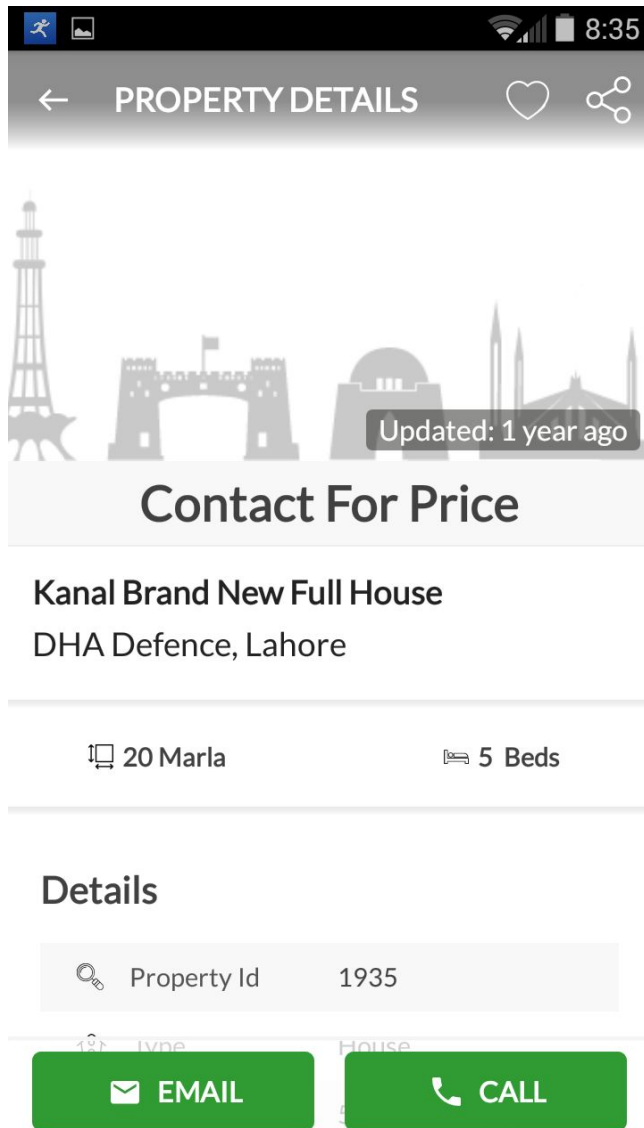 8:35
PROPERTY DETAILS
Updated: 1 year ago
Contact For Price
Kanal Brand New Full House
DHA Defence, Lahore
20 Marla
5 Beds
Details
Property Id 1935
Type House
EMAIL
CALL